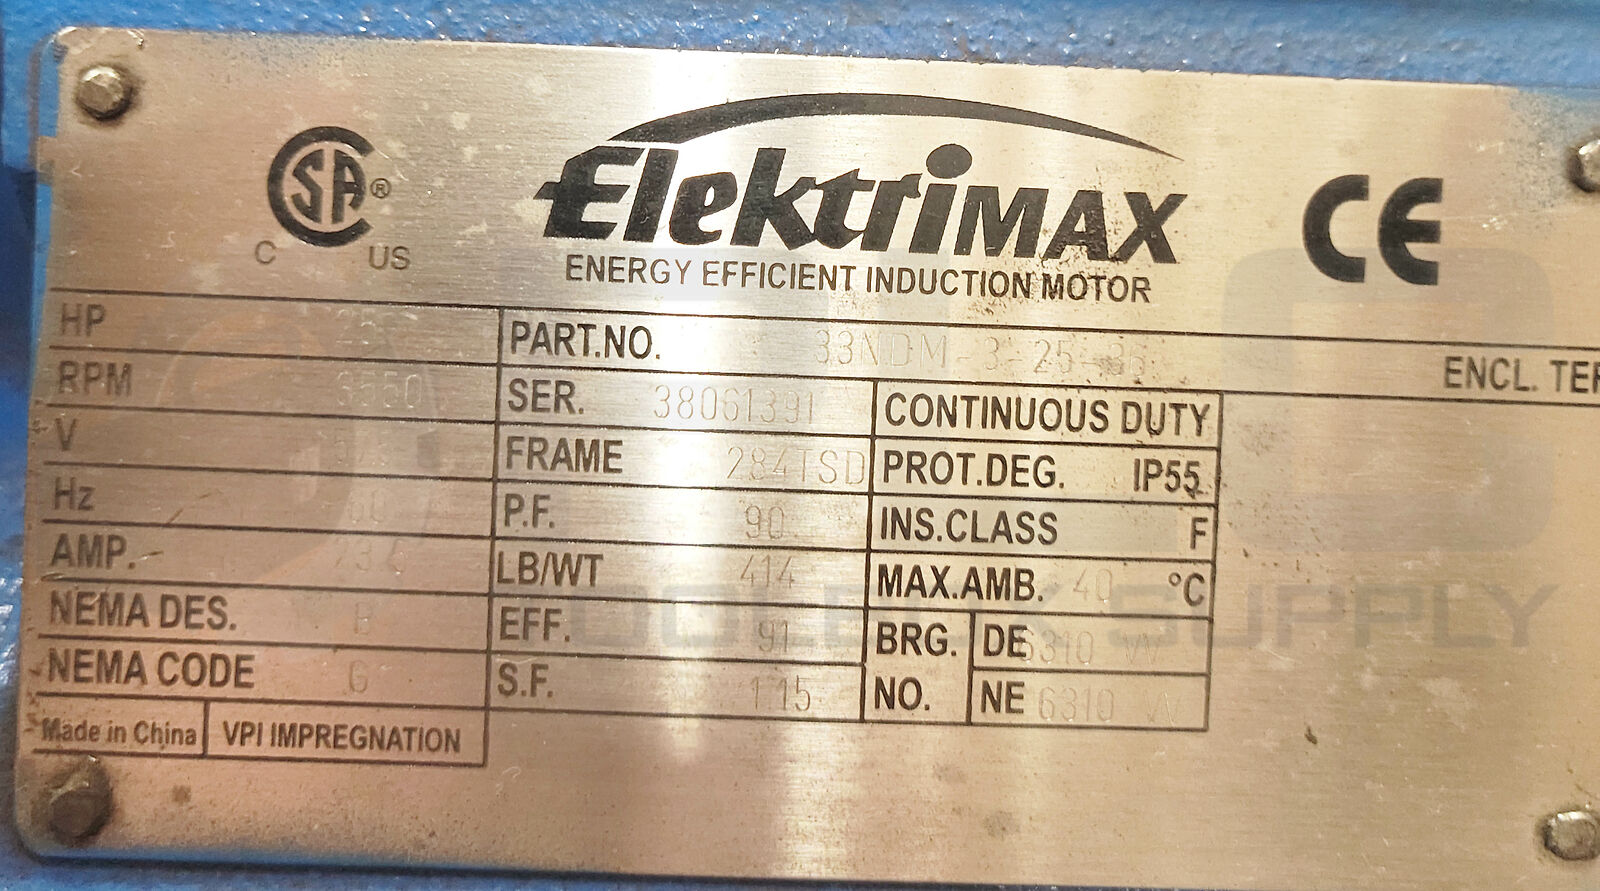 CSA®
C US
ElektriMAX
CE
ENERGY EFFICIENT INDUCTION MOTOR
HP
PART.NO. 33NDM-3-25-36
ENCL.
RPM 3550
SER. 38061391
CONTINUOUS DUTY
V
FRAME 284TSD
PROT.DEG. IP55
Hz 60
P.F. 90
INS.CLASS F
AMP.
LB/WT 414
MAX.AMB. 40 °C
NEMA DES. B
EFF. 91
BRG. NO.
DE 6310 W
NEMA CODE G
S.F. 1.15
NE 6310 W
Made in China
VPI IMPREGNATION
SUPPLY